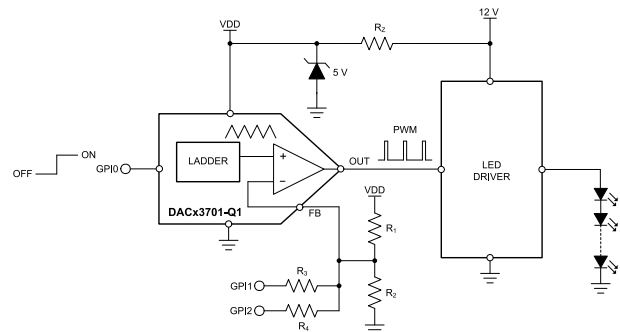 VDD
12 V
R2
5 V
PWM
ON
OFF
GPI0
LADDER
+
−
OUT
LED
DRIVER
DACx3701-Q1
FB
VDD
R1
R2
GPI1
R3
GPI2
R4